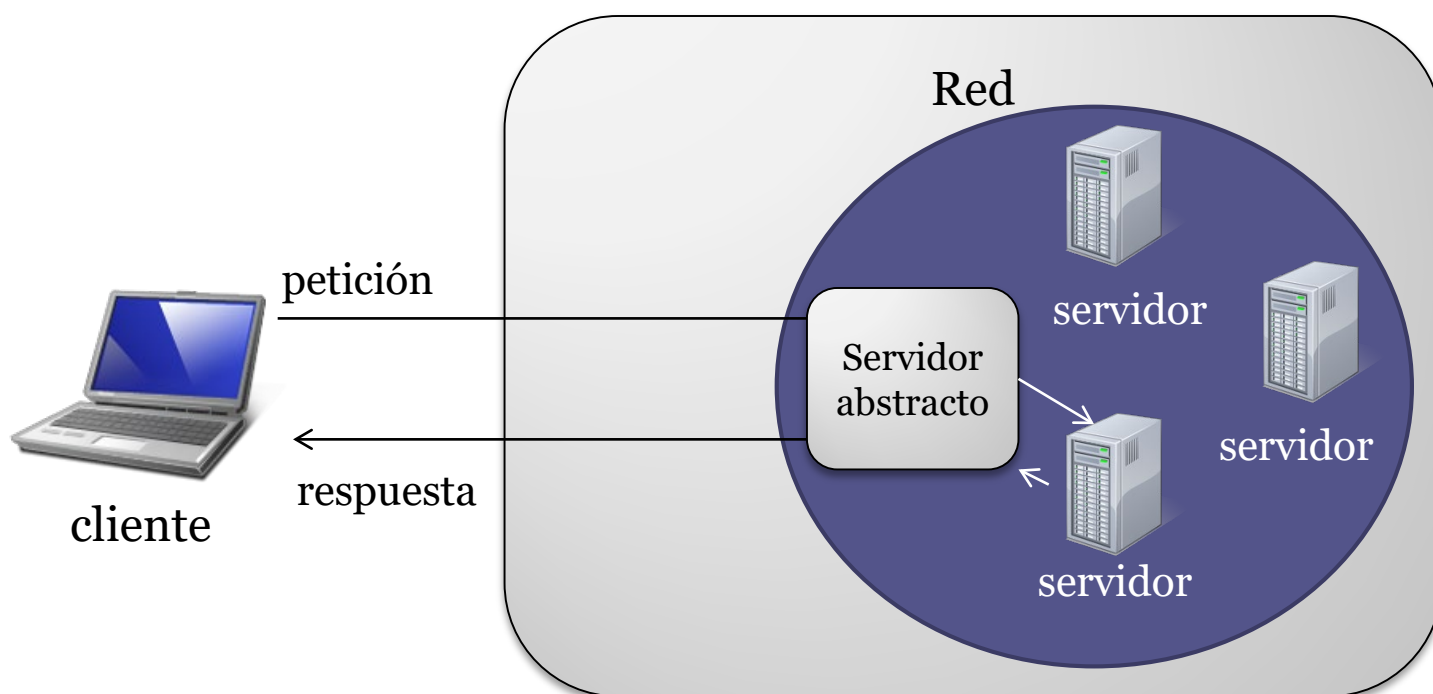 Red
petición
servidor
Servidor
abstracto
servidor
respuesta
cliente
servidor